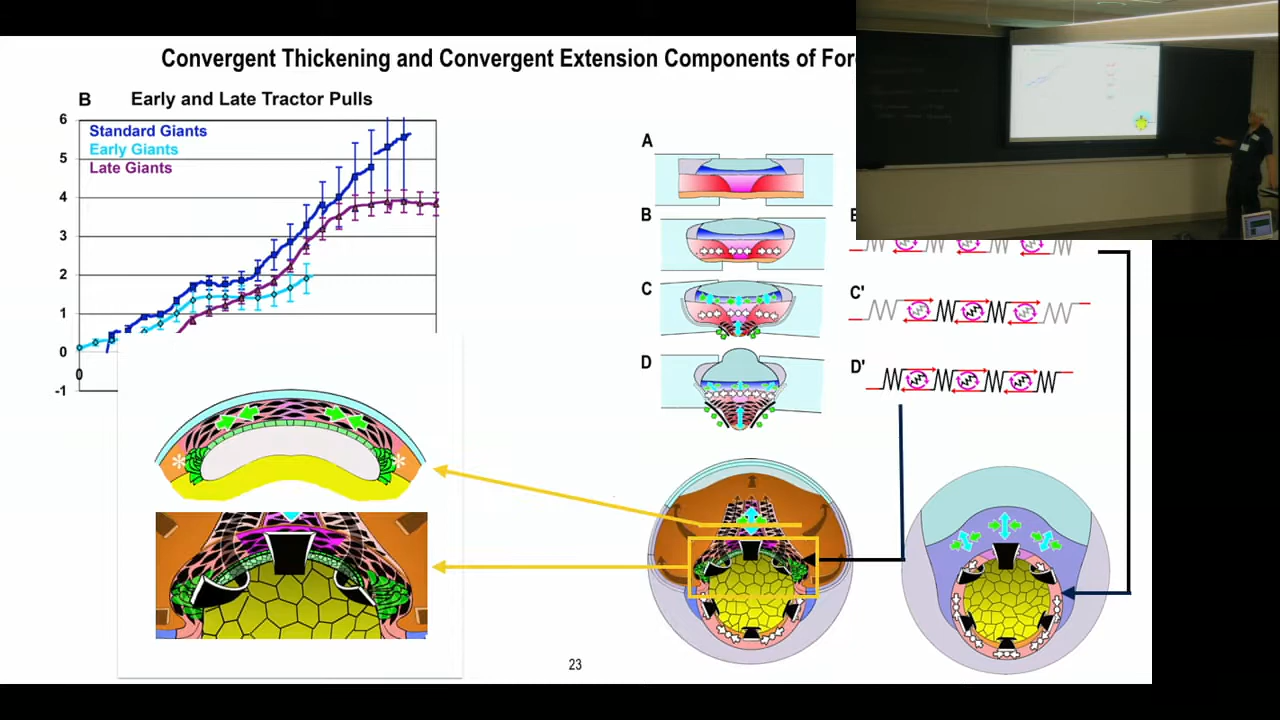 Convergent Thickening and Convergent Extension Components of For
B Early and Late Tractor Pulls
6
5
4
3
2
1
0
-1
0
Standard Giants
Early Giants
Late Giants
A
B
C
D
C'
D'
23